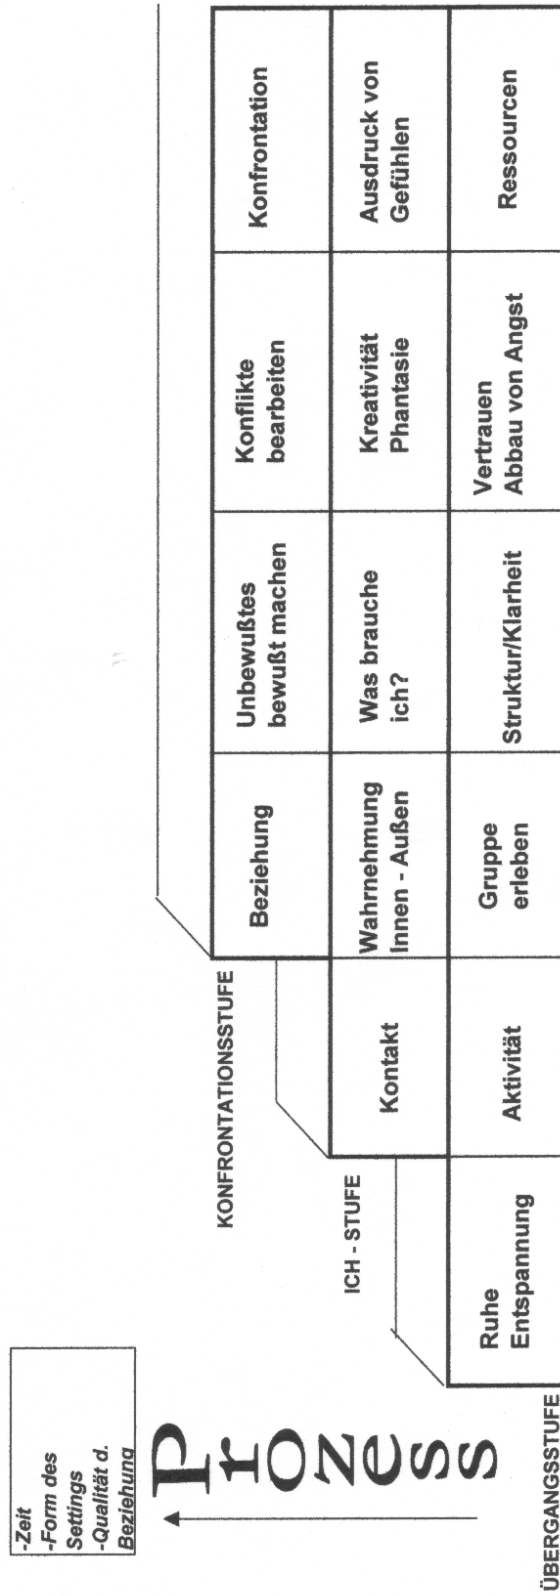 -Zeit
-Form des
Settings
-Qualität d.
Beziehung
Prozess
KONFRONTATIONSSTUFE
Beziehung
Unbewußtes
bewußt machen
Konflikte
bearbeiten
Konfrontation
ICH - STUFE
Kontakt
Wahrnehmung
Innen - Außen
Was brauche
ich?
Kreativität
Phantasie
Ausdruck von
Gefühlen
ÜBERGANGSSTUFE
Ruhe
Entspannung
Aktivität
Gruppe
erleben
Struktur/Klarheit
Vertrauen
Abbau von Angst
Ressourcen